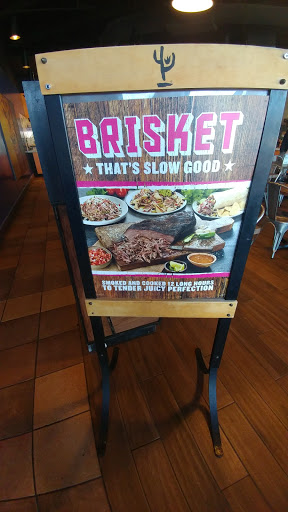 BRISKET
★ THAT'S SLOW GOOD ★
SMOKED AND COOKED 12 LONG HOURS
TO TENDER JUICY PERFECTION